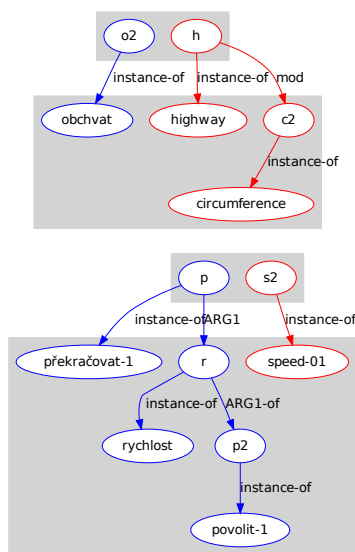 o2 h
instance-of instance-of mod
obchvat highway c2
instance-of
circumference
p s2
instance-of ARG1 instance-of
překračovat-1 r speed-01
instance-of ARG1-of
rychlost p2
instance-of
povolit-1